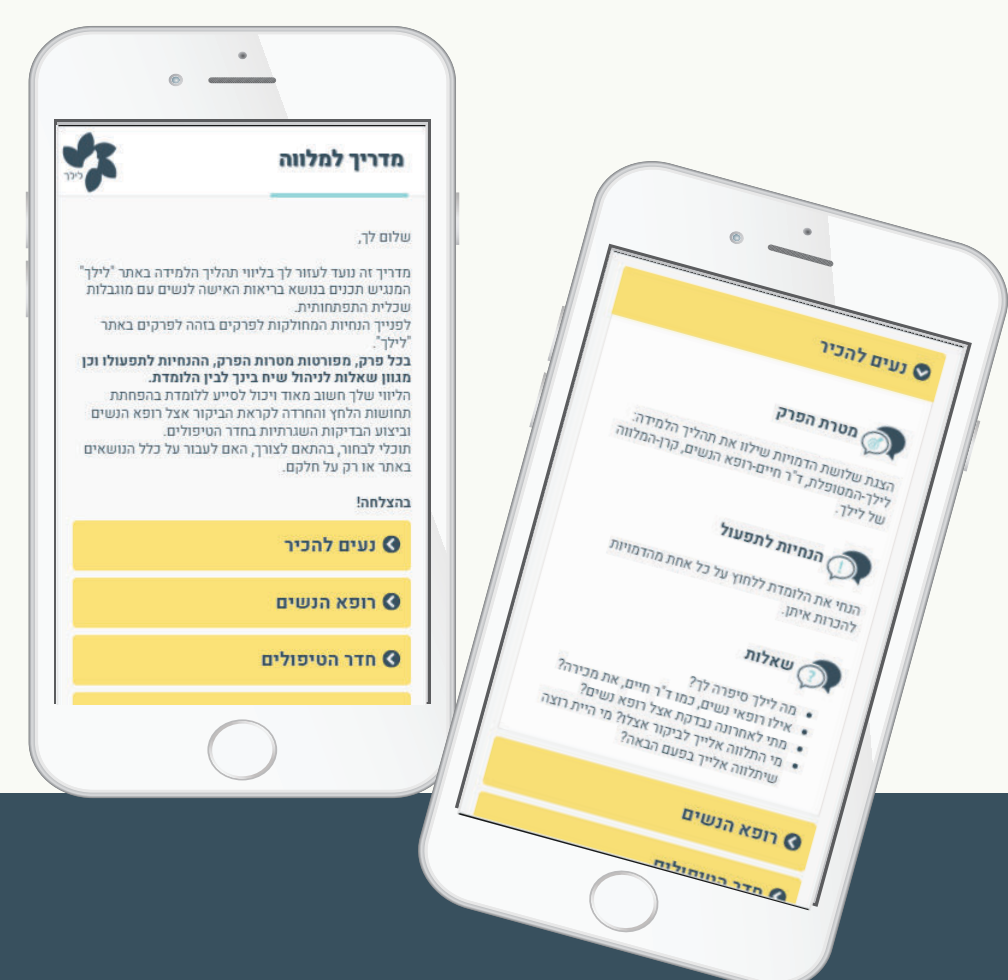 מדריך למלווה
לילך
שלום לך,
מדריך זה נועד לעזור לך בליווי תהליך הלמידה באתר "לילך"
המנגיש תכנים בנושא בריאות האישה לנשים עם מוגבלות
שכלית התפתחותית.
לפנייך הנחיות המחולקות לפרקים בזהה לפרקים באתר
"לילך".
בכל פרק, מפורטות מטרות הפרק, ההנחיות לתפעולו וכן
מגוון שאלות לניהול שיח בינך לבין הלומדת.
הליווי שלך חשוב מאוד ויכול לסייע ללומדת בהפחתת
תחושות הלחץ והחרדה לקראת הביקור אצל רופא הנשים
וביצוע הבדיקות השגרתיות בחדר הטיפולים.
תוכלי לבחור, בהתאם לצורך, האם לעבור על כלל הנושאים
באתר או רק על חלקם.
בהצלחה!
נעים להכיר
רופא הנשים
חדר הטיפולים
נעים להכיר
מטרת הפרק
הצגת שלושת הדמויות שילוו את תהליך הלמידה:
לילך-המטופלת, ד"ר חיים-רופא הנשים, קרן-המלווה
של לילך.
הנחיות לתפעול
הנחי את הלומדת ללחוץ על כל אחת מהדמויות
להכרות איתן.
שאלות
• מה לילך סיפרה לך?
• אילו רופאי נשים, כמו ד"ר חיים, את מכירה?
• מתי לאחרונה נבדקת אצל רופא נשים?
• מי התלווה אלייך לביקור אצלו? מי היית רוצה
שיתלווה אלייך בפעם הבאה?
רופא הנשים
חדר הטיפולים